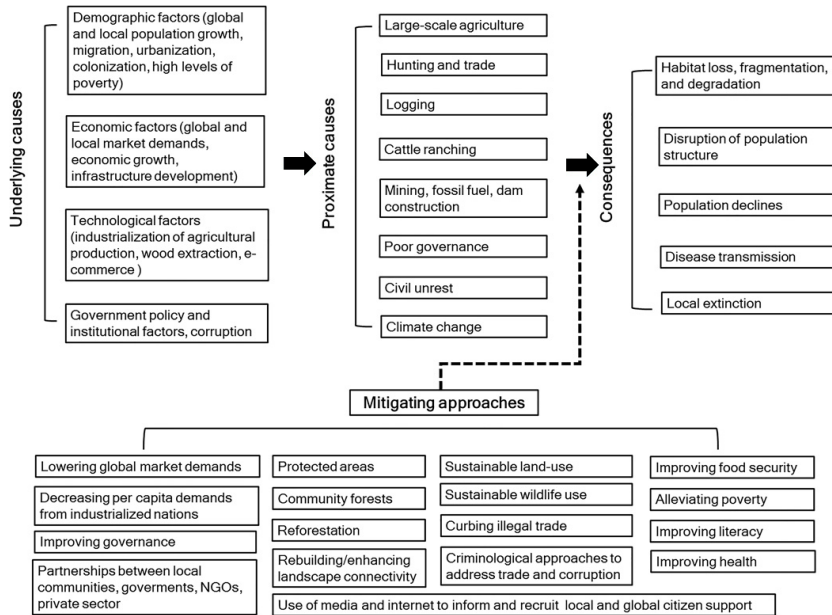 Underlying causes
Demographic factors (global
and local population growth,
migration, urbanization,
colonization, high levels of
poverty)
Economic factors (global and
local market demands,
economic growth,
infrastructure development)
Technological factors
(industrialization of agricultural
production, wood extraction, e-
commerce )
Government policy and
institutional factors, corruption
Proximate causes
Large-scale agriculture
Hunting and trade
Logging
Cattle ranching
Mining, fossil fuel, dam
construction
Poor governance
Civil unrest
Climate change
Consequences
Habitat loss, fragmentation,
and degradation
Disruption of population
structure
Population declines
Disease transmission
Local extinction
Mitigating approaches
Lowering global market demands
Decreasing per capita demands
from industrialized nations
Improving governance
Partnerships between local
communities, goverments, NGOs,
private sector
Protected areas
Community forests
Reforestation
Rebuilding/enhancing
landscape connectivity
Sustainable land-use
Sustainable wildlife use
Curbing illegal trade
Criminological approaches to
address trade and corruption
Improving food security
Alleviating poverty
Improving literacy
Improving health
Use of media and internet to inform and recruit local and global citizen support